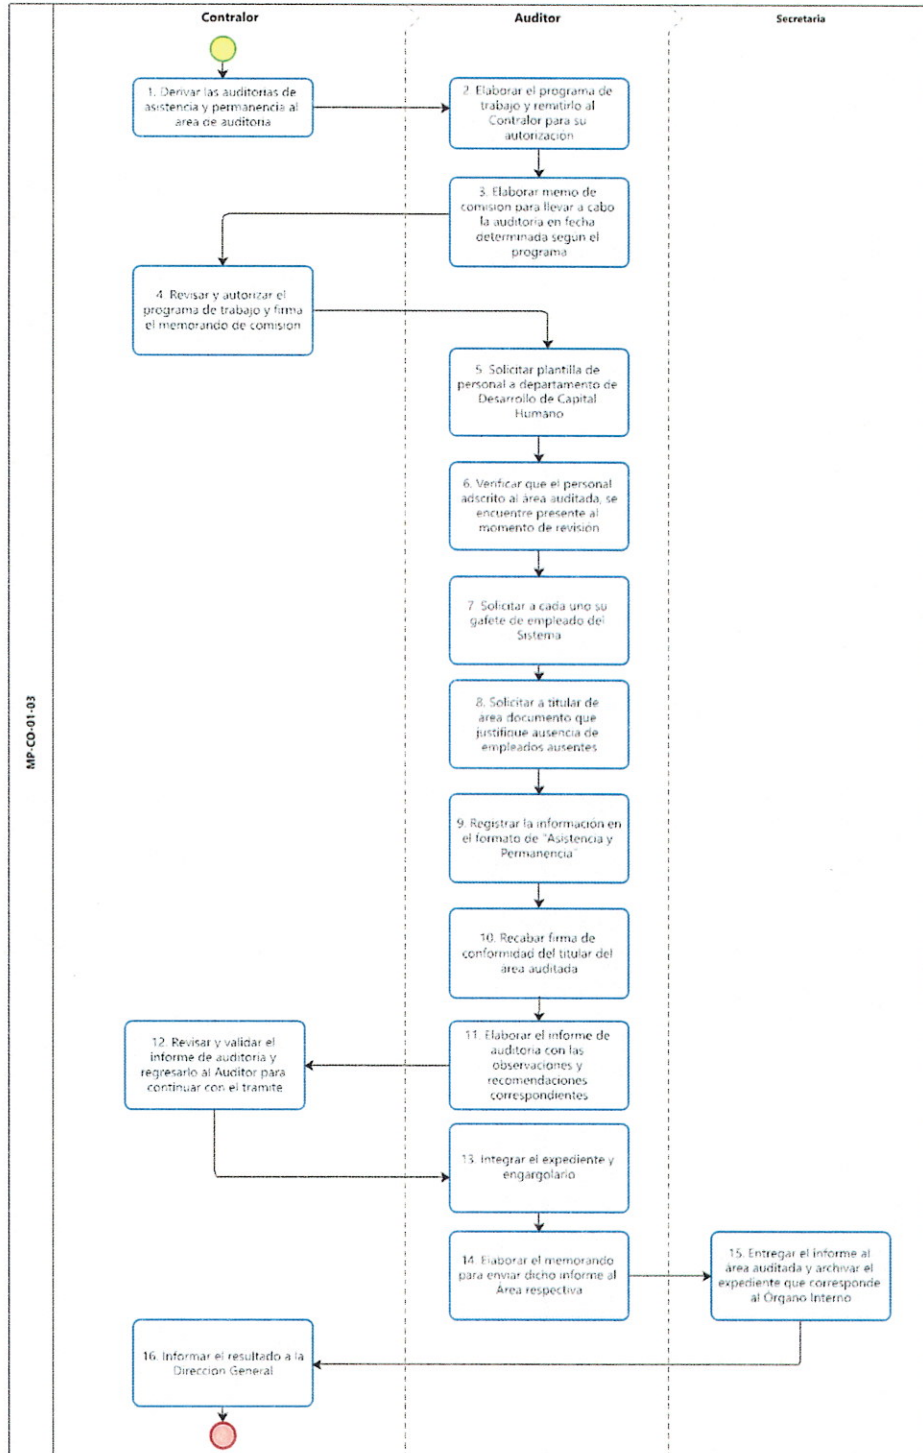 Contralor
Auditor
Secretaria
MP-CO-01-03
1. Derivar las auditorias de
asistencia y permanencia al
area de auditoria
2. Elaborar el programa de
trabajo y remitirlo al
Contralor para su
autorización
3. Elaborar memo de
comision para llevar a cabo
la auditoria en fecha
determinada segun el
programa
4. Revisar y autorizar el
programa de trabajo y firma
el memorando de comision
5. Solicitar plantilla de
personal a departamento de
Desarrollo de Capital
Humano
6. Verificar que el personal
adscrito al área auditada, se
encuentre presente al
momento de revisión
7. Solicitar a cada uno su
gafete de empleado del
Sistema
8. Solicitar a titular de
area documento que
justifique ausencia de
empleados ausentes
9. Registrar la información en
el formato de "Asistencia y
Permanencia"
10. Recabar firma de
conformidad del titular del
área auditada
11. Elaborar el informe de
auditoria con las
observaciones y
recomendaciones
correspondientes
12. Revisar y validar el
informe de auditoria y
regresarlo al Auditor para
continuar con el tramite
13. Integrar el expediente y
engargolarlo
14. Elaborar el memorando
para enviar dicho informe al
Área respectiva
15. Entregar el informe al
área auditada y archivar el
expediente que corresponde
al Órgano Interno
16. Informar el resultado a la
Direccion General